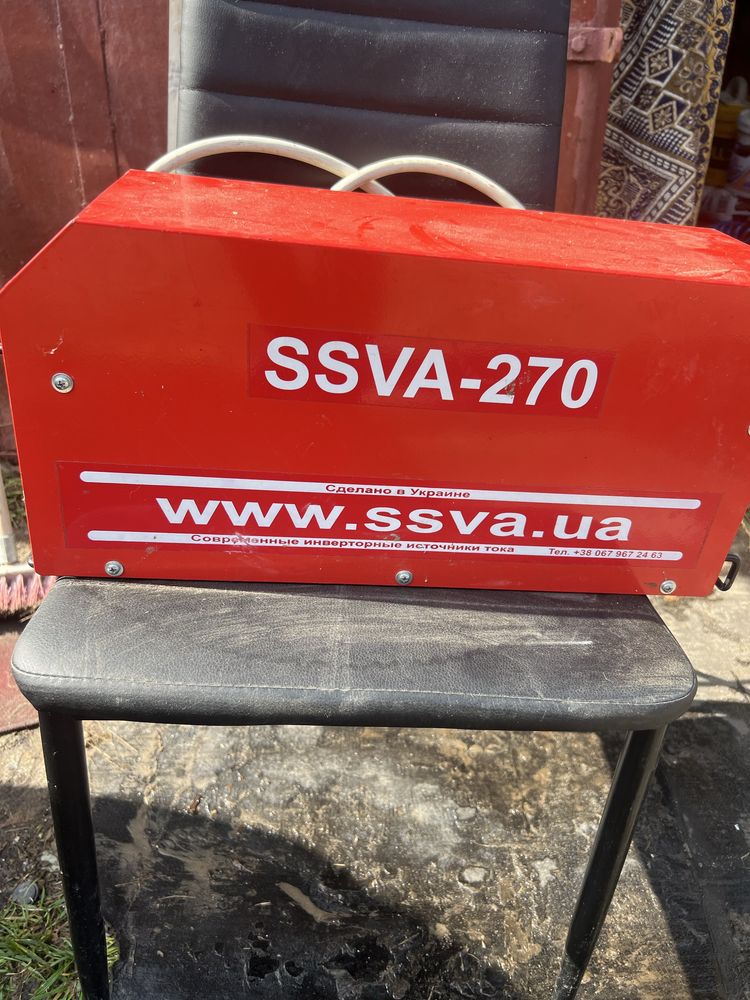 SSVA-270
Сделано в Украине
www.ssva.ua
Современные инверторные источники тока Тел. +38 067 967 24 63